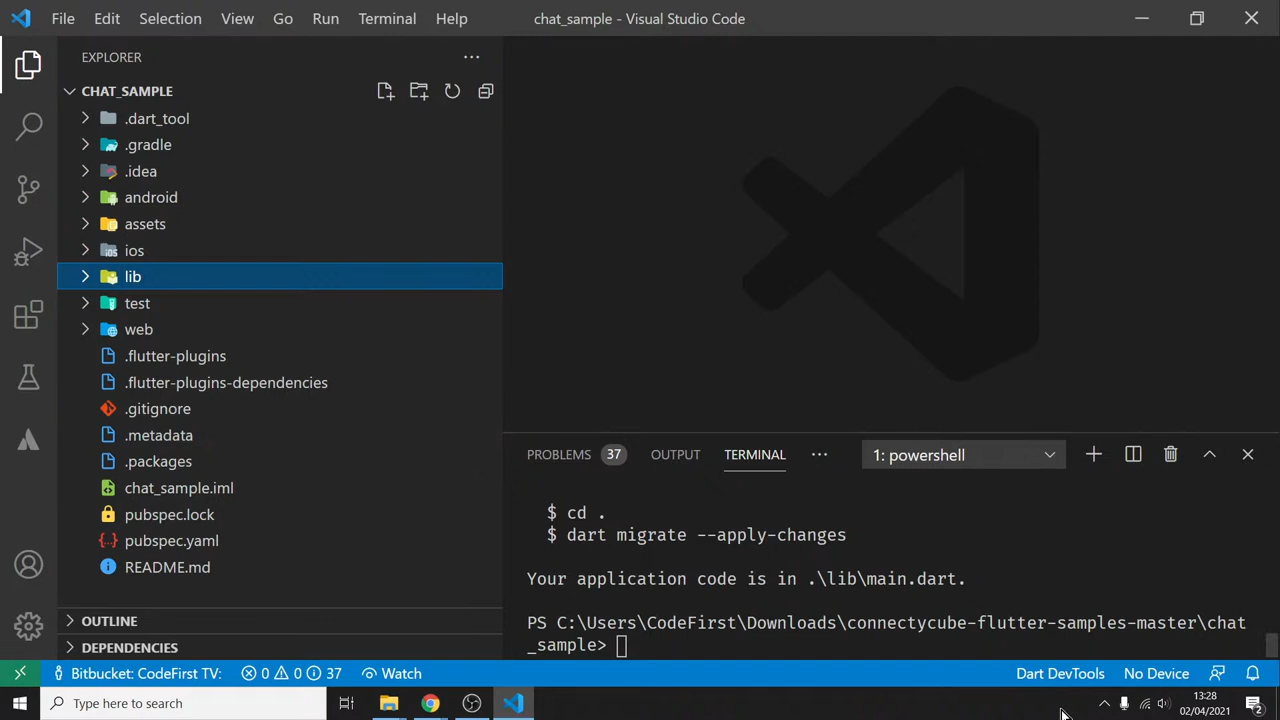 File Edit Selection View Go Run Terminal Help chat_sample - Visual Studio Code
EXPLORER
CHAT_SAMPLE
.dart_tool
.gradle
.idea
android
assets
ios
lib
test
web
.flutter-plugins
.flutter-plugins-dependencies
.gitignore
.metadata
.packages
chat_sample.iml
pubspec.lock
pubspec.yaml
README.md
OUTLINE
DEPENDENCIES
PROBLEMS 37 OUTPUT TERMINAL 1: powershell
$ cd .
$ dart migrate --apply-changes
Your application code is in .\lib\main.dart.
PS C:\Users\CodeFirst\Downloads\connectycube-flutter-samples-master\chat
_sample>
Bitbucket: CodeFirst TV: 0 0 37 Watch Dart DevTools No Device
Type here to search
13:28
02/04/2021
2